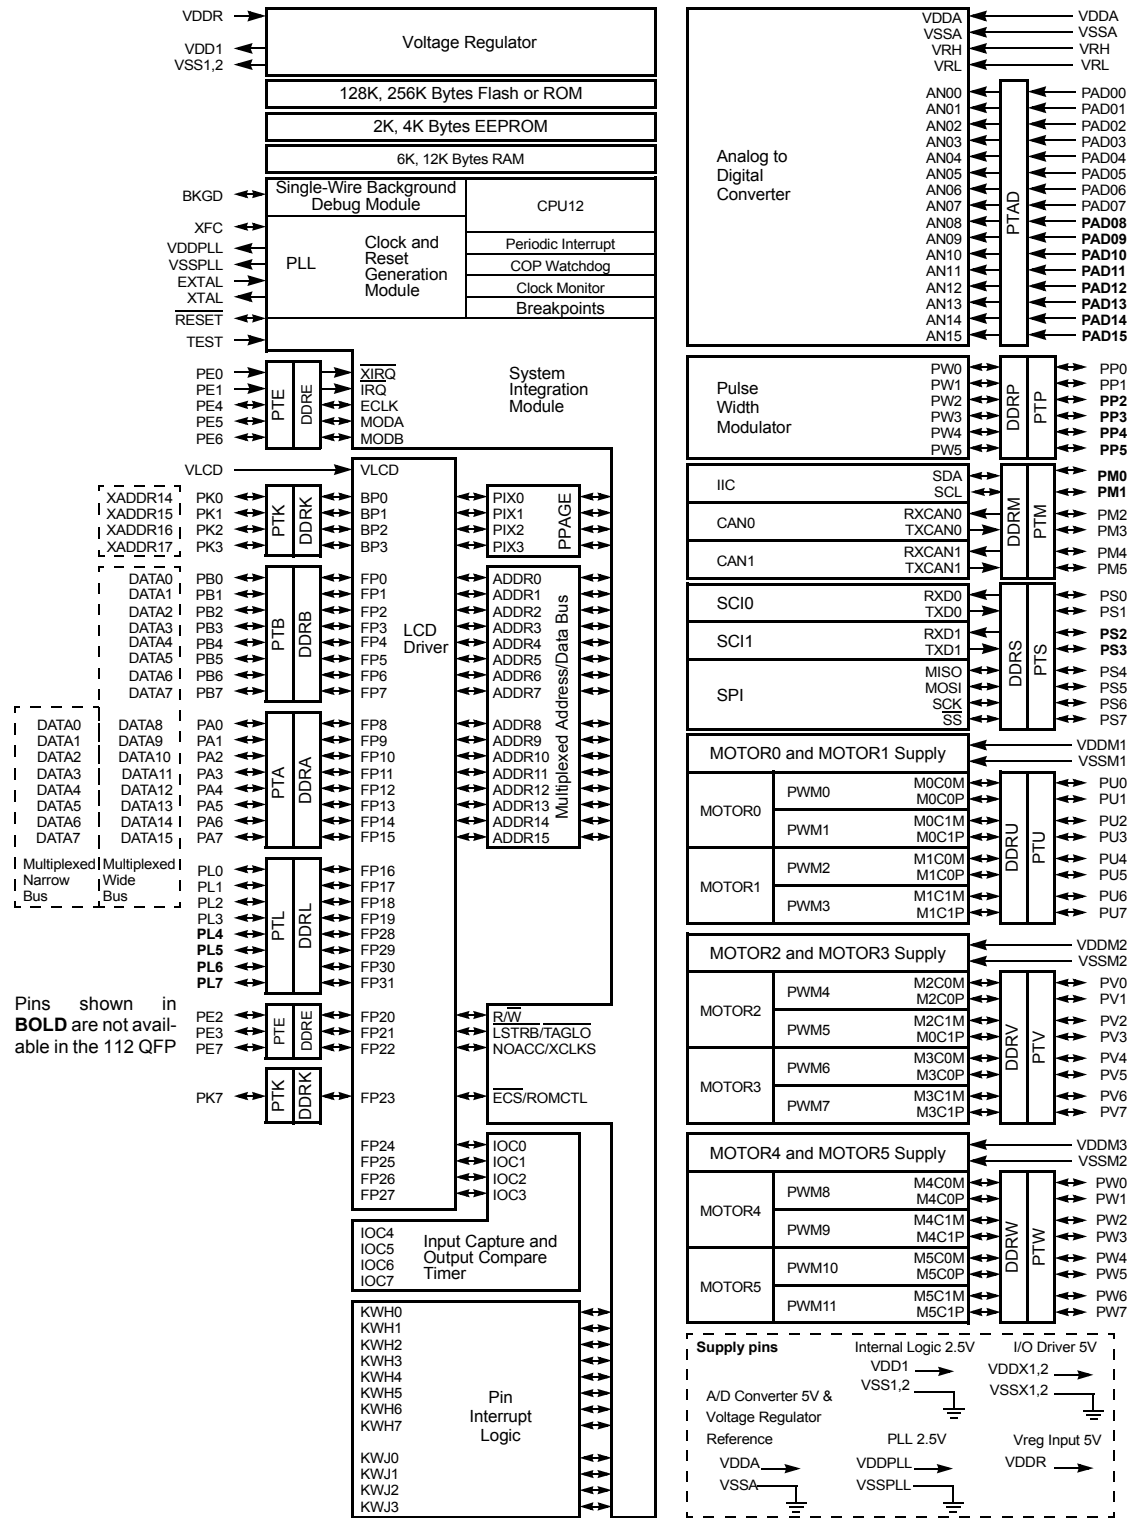 VDDR
VDD1
VSS1,2
Voltage Regulator
128K, 256K Bytes Flash or ROM
2K, 4K Bytes EEPROM
6K, 12K Bytes RAM
Single-Wire Background
Debug Module
CPU12
BKGD
XFC
VDDPLL
VSSPLL
EXTAL
XTAL
RESET
TEST
PLL
Clock and
Reset
Generation
Module
Periodic Interrupt
COP Watchdog
Clock Monitor
Breakpoints
PE0
PE1
PE4
PE5
PE6
PTE
DDRE
XIRQ
IRQ
ECLK
MODA
MODB
System
Integration
Module
VLCD
VLCD
XADDR14 PK0
XADDR15 PK1
XADDR16 PK2
XADDR17 PK3
PTK
DDRK
BP0 PIX0
BP1 PIX1
BP2 PIX2
BP3 PIX3
PPAGE
DATA0 PB0
DATA1 PB1
DATA2 PB2
DATA3 PB3
DATA4 PB4
DATA5 PB5
DATA6 PB6
DATA7 PB7
PTB
DDRB
FP0 ADDR0
FP1 ADDR1
FP2 ADDR2
FP3 ADDR3
FP4 ADDR4
FP5 ADDR5
FP6 ADDR6
FP7 ADDR7
LCD
Driver
Multiplexed Address/Data Bus
DATA0 DATA8 PA0
DATA1 DATA9 PA1
DATA2 DATA10 PA2
DATA3 DATA11 PA3
DATA4 DATA12 PA4
DATA5 DATA13 PA5
DATA6 DATA14 PA6
DATA7 DATA15 PA7
PTA
DDRA
FP8 ADDR8
FP9 ADDR9
FP10 ADDR10
FP11 ADDR11
FP12 ADDR12
FP13 ADDR13
FP14 ADDR14
FP15 ADDR15
Multiplexed
Narrow
Bus
Multiplexed
Wide
Bus
PL0
PL1
PL2
PL3
PL4
PL5
PL6
PL7
PTL
DDRL
FP16
FP17
FP18
FP19
FP28
FP29
FP30
FP31
Pins shown in
BOLD are not avail-
able in the 112 QFP
PE2
PE3
PE7
PTE
DDRE
FP20
FP21
FP22
R/W
LSTRB/TAGLO
NOACC/XCLKS
PK7
PTK
DDRK
FP23
ECS/ROMCTL
FP24 IOC0
FP25 IOC1
FP26 IOC2
FP27 IOC3
IOC4
IOC5
IOC6
IOC7
Input Capture and
Output Compare
Timer
KWH0
KWH1
KWH2
KWH3
KWH4
KWH5
KWH6
KWH7
KWJ0
KWJ1
KWJ2
KWJ3
Pin
Interrupt
Logic
Analog to
Digital
Converter
VDDA VDDA
VSSA VSSA
VRH VRH
VRL VRL
AN00 PAD00
AN01 PAD01
AN02 PAD02
AN03 PAD03
AN04 PAD04
AN05 PAD05
AN06 PAD06
AN07 PAD07
AN08 PAD08
AN09 PAD09
AN10 PAD10
AN11 PAD11
AN12 PAD12
AN13 PAD13
AN14 PAD14
AN15 PAD15
PTAD
Pulse
Width
Modulator
PW0 PP0
PW1 PP1
PW2 PP2
PW3 PP3
PW4 PP4
PW5 PP5
DDRP
PTP
IIC
SDA PM0
SCL PM1
CAN0
RXCAN0 PM2
TXCAN0 PM3
CAN1
RXCAN1 PM4
TXCAN1 PM5
DDRM
PTM
SCI0
RXD0 PS0
TXD0 PS1
SCI1
RXD1 PS2
TXD1 PS3
SPI
MISO PS4
MOSI PS5
SCK PS6
SS PS7
DDRS
PTS
MOTOR0 and MOTOR1 Supply
VDDM1
VSSM1
MOTOR0
PWM0
M0C0M PU0
M0C0P PU1
PWM1
M0C1M PU2
M0C1P PU3
MOTOR1
PWM2
M1C0M PU4
M1C0P PU5
PWM3
M1C1M PU6
M1C1P PU7
DDRU
PTU
MOTOR2 and MOTOR3 Supply
VDDM2
VSSM2
MOTOR2
PWM4
M2C0M PV0
M2C0P PV1
PWM5
M2C1M PV2
M0C1P PV3
MOTOR3
PWM6
M3C0M PV4
M3C0P PV5
PWM7
M3C1M PV6
M3C1P PV7
DDRV
PTV
MOTOR4 and MOTOR5 Supply
VDDM3
VSSM2
MOTOR4
PWM8
M4C0M PW0
M4C0P PW1
PWM9
M4C1M PW2
M4C1P PW3
MOTOR5
PWM10
M5C0M PW4
M5C0P PW5
PWM11
M5C1M PW6
M5C1P PW7
DDRW
PTW
Supply pins
Internal Logic 2.5V
VDD1
VSS1,2
I/O Driver 5V
VDDX1,2
VSSX1,2
A/D Converter 5V &
Voltage Regulator
Reference
VDDA
VSSA
PLL 2.5V
VDDPLL
VSSPLL
Vreg Input 5V
VDDR